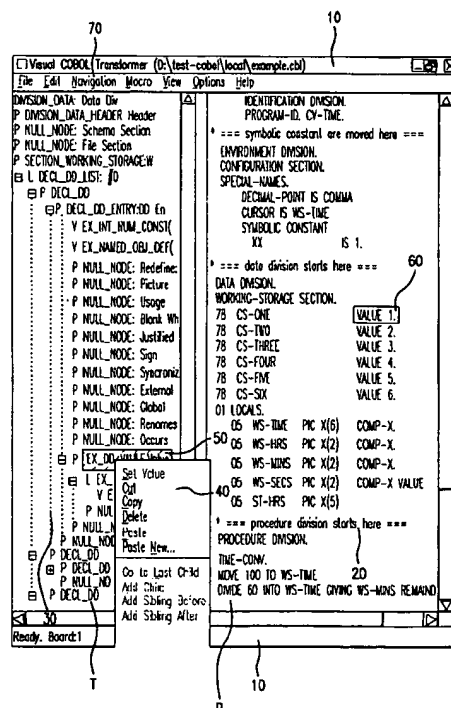 70
10
Visual COBOL Transformer (D:\test-cobol\local\example.cbl)
File Edit Navigation Macro View Options Help
DIVISION_DATA: Data Div
P DIVISION_DATA_HEADER Header
P NULL_NODE: Schema Section
P NULL_NODE: File Section
P SECTION_WORKING_STORAGE:W
L DECL_DD_LIST:
P DECL_DD
P DECL_DD_ENTRY:DD En
V EX_INT_NUM_CONST(
V EX_NAMED_OBJ_DEF(
P NULL_NODE: Redefine:
P NULL_NODE: Picture
P NULL_NODE: Usage
P NULL_NODE: Blank Wh
P NULL_NODE: Justified
P NULL_NODE: Sign
P NULL_NODE: Syncroniz
P NULL_NODE: External
P NULL_NODE: Global
P NULL_NODE: Renames
P NULL_NODE: Occurs
50
P EX_DD_VALUE
L EX_
V E
P NUL
P NULL_N
P NULL_NOD
P DECL_DD
P DECL_DD
P NULL_NO
P DECL_DD
Set Value
Cut
Copy
Delete
Paste
Paste New...
Go to Last Child
Add Child
Add Sibling Before
Add Sibling After
40
IDENTIFICATION DIVISION.
PROGRAM-ID. CV-TIME.
* === symbolic constant are moved here ===
ENVIRONMENT DIVISION.
CONFIGURATION SECTION.
SPECIAL-NAMES.
DECIMAL-POINT IS COMMA
CURSOR IS WS-TIME
SYMBOLIC CONSTANT
XX IS 1.
* === data division starts here ===
60
DATA DIVISION.
WORKING-STORAGE SECTION.
78 CS-ONE VALUE 1.
78 CS-TWO VALUE 2.
78 CS-THREE VALUE 3.
78 CS-FOUR VALUE 4.
78 CS-FIVE VALUE 5.
78 CS-SIX VALUE 6.
01 LOCALS.
05 WS-TIME PIC X(6) COMP-X.
05 WS-HRS PIC X(2) COMP-X.
05 WS-MINS PIC X(2) COMP-X.
05 WS-SECS PIC X(2) COMP-X VALUE
05 ST-HRS PIC X(5)
* === procedure division starts here ===
PROCEDURE DIVISION.
20
TIME-CONV.
MOVE 100 TO WS-TIME
DIVIDE 60 INTO WS-TIME GIVING WS-MINS REMAIND
30
Ready. Board:1
T
10